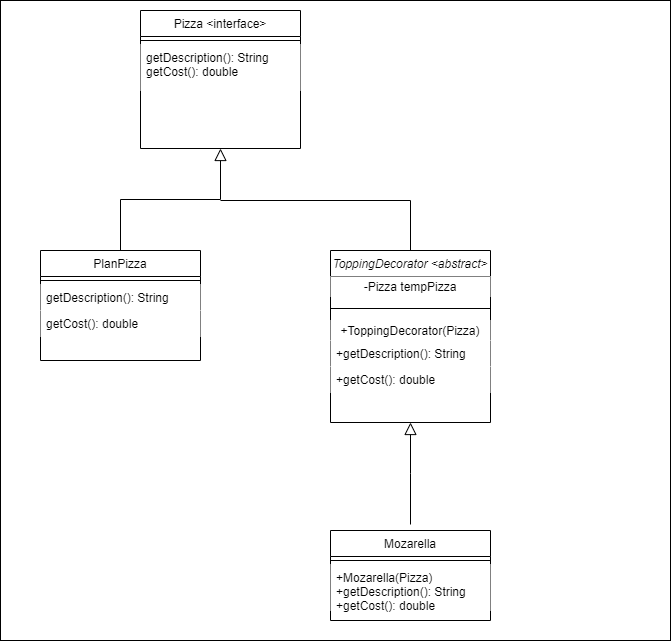 Pizza <interface>
getDescription(): String
getCost(): double
PlanPizza
getDescription(): String
getCost(): double
ToppingDecorator <abstract>
-Pizza tempPizza
+ToppingDecorator(Pizza)
+getDescription(): String
+getCost(): double
Mozarella
+Mozarella(Pizza)
+getDescription(): String
+getCost(): double